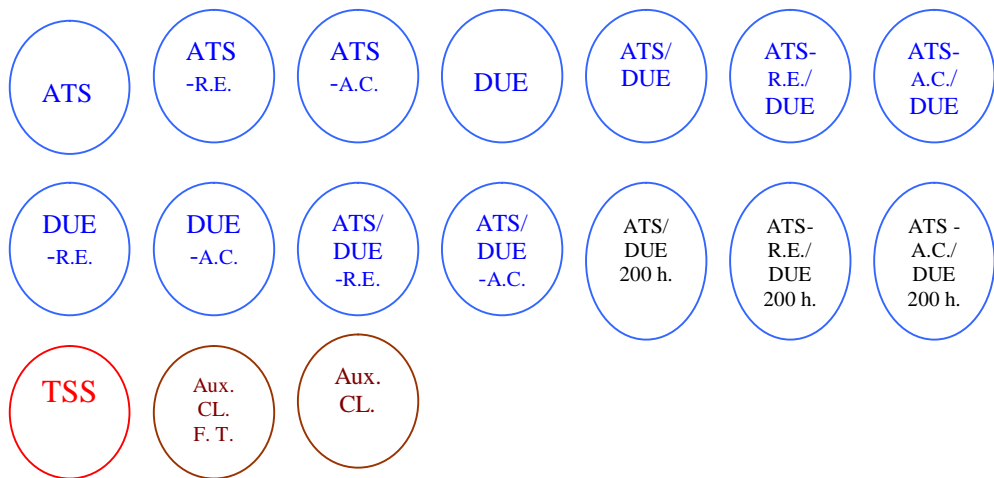 ATS
ATS
-R.E.
ATS
-A.C.
DUE
ATS/
DUE
ATS-
R.E./
DUE
ATS-
A.C./
DUE
DUE
-R.E.
DUE
-A.C.
ATS/
DUE
-R.E.
ATS/
DUE
-A.C.
ATS/
DUE
200 h.
ATS-
R.E./
DUE
200 h.
ATS -
A.C./
DUE
200 h.
TSS
Aux.
CL.
F. T.
Aux.
CL.